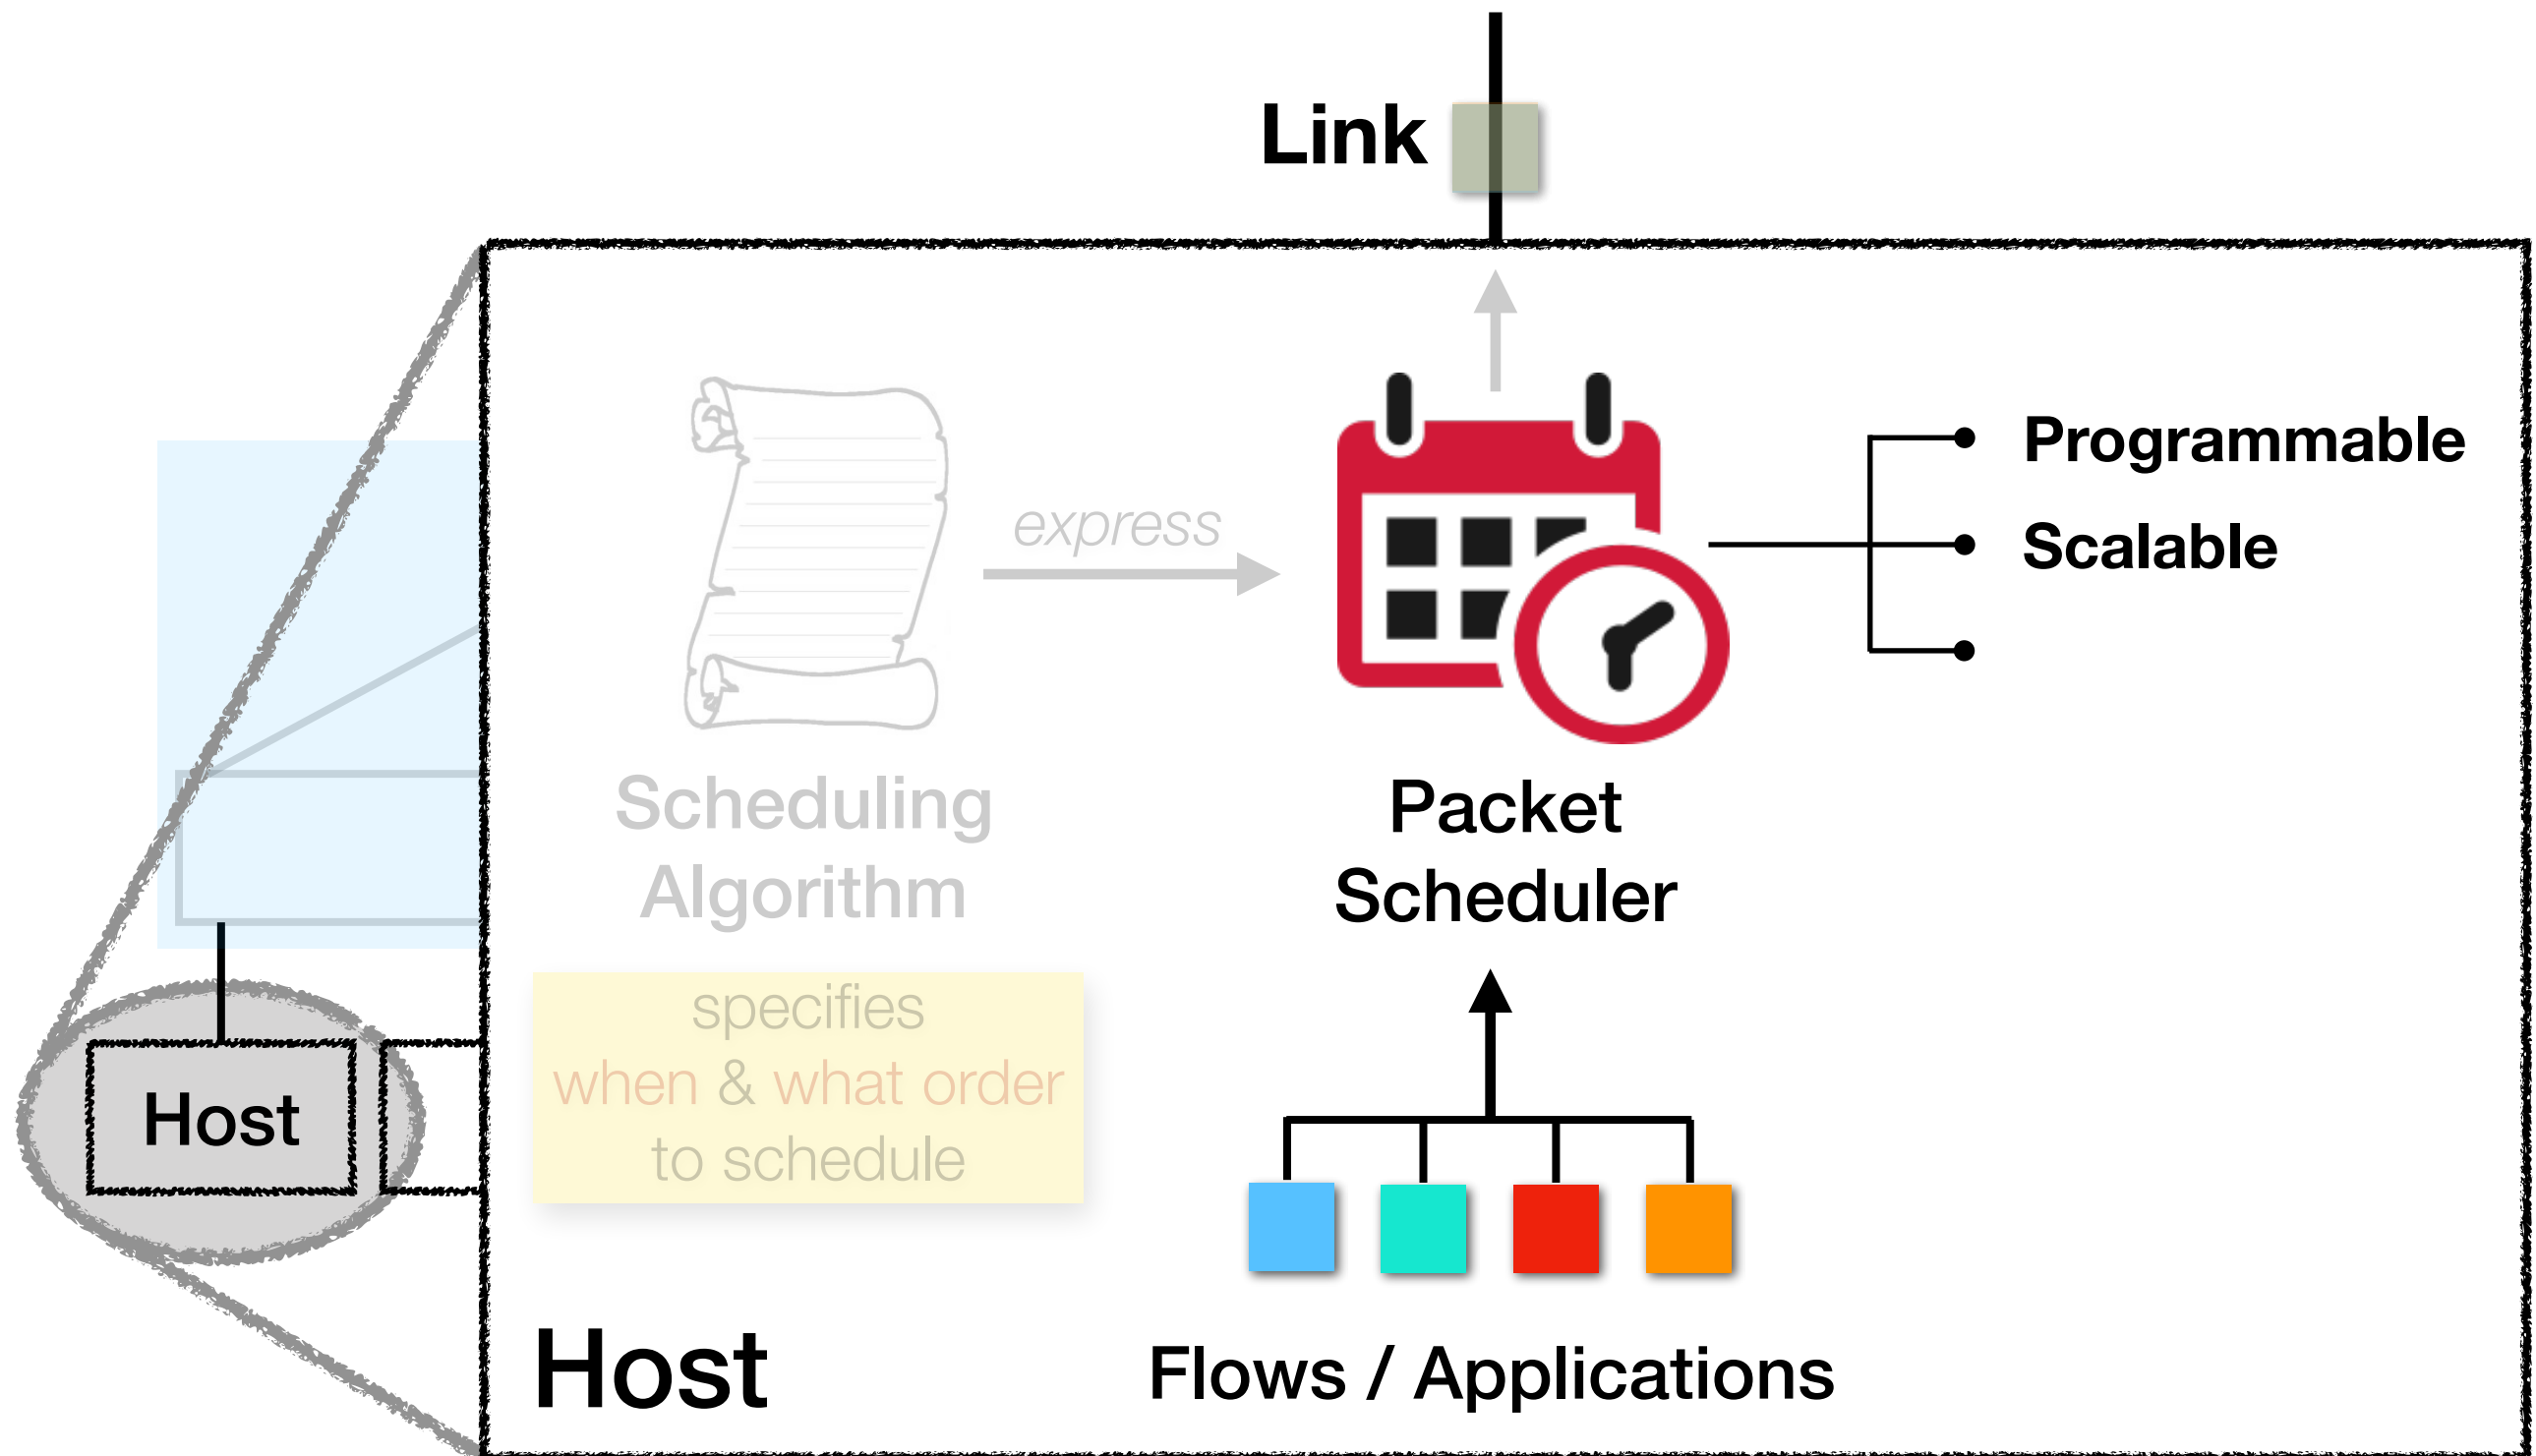 Link
Programmable
express
Scalable
Scheduling
Algorithm
Packet
Scheduler
specifies
when & what order
to schedule
Host
Host
Flows / Applications